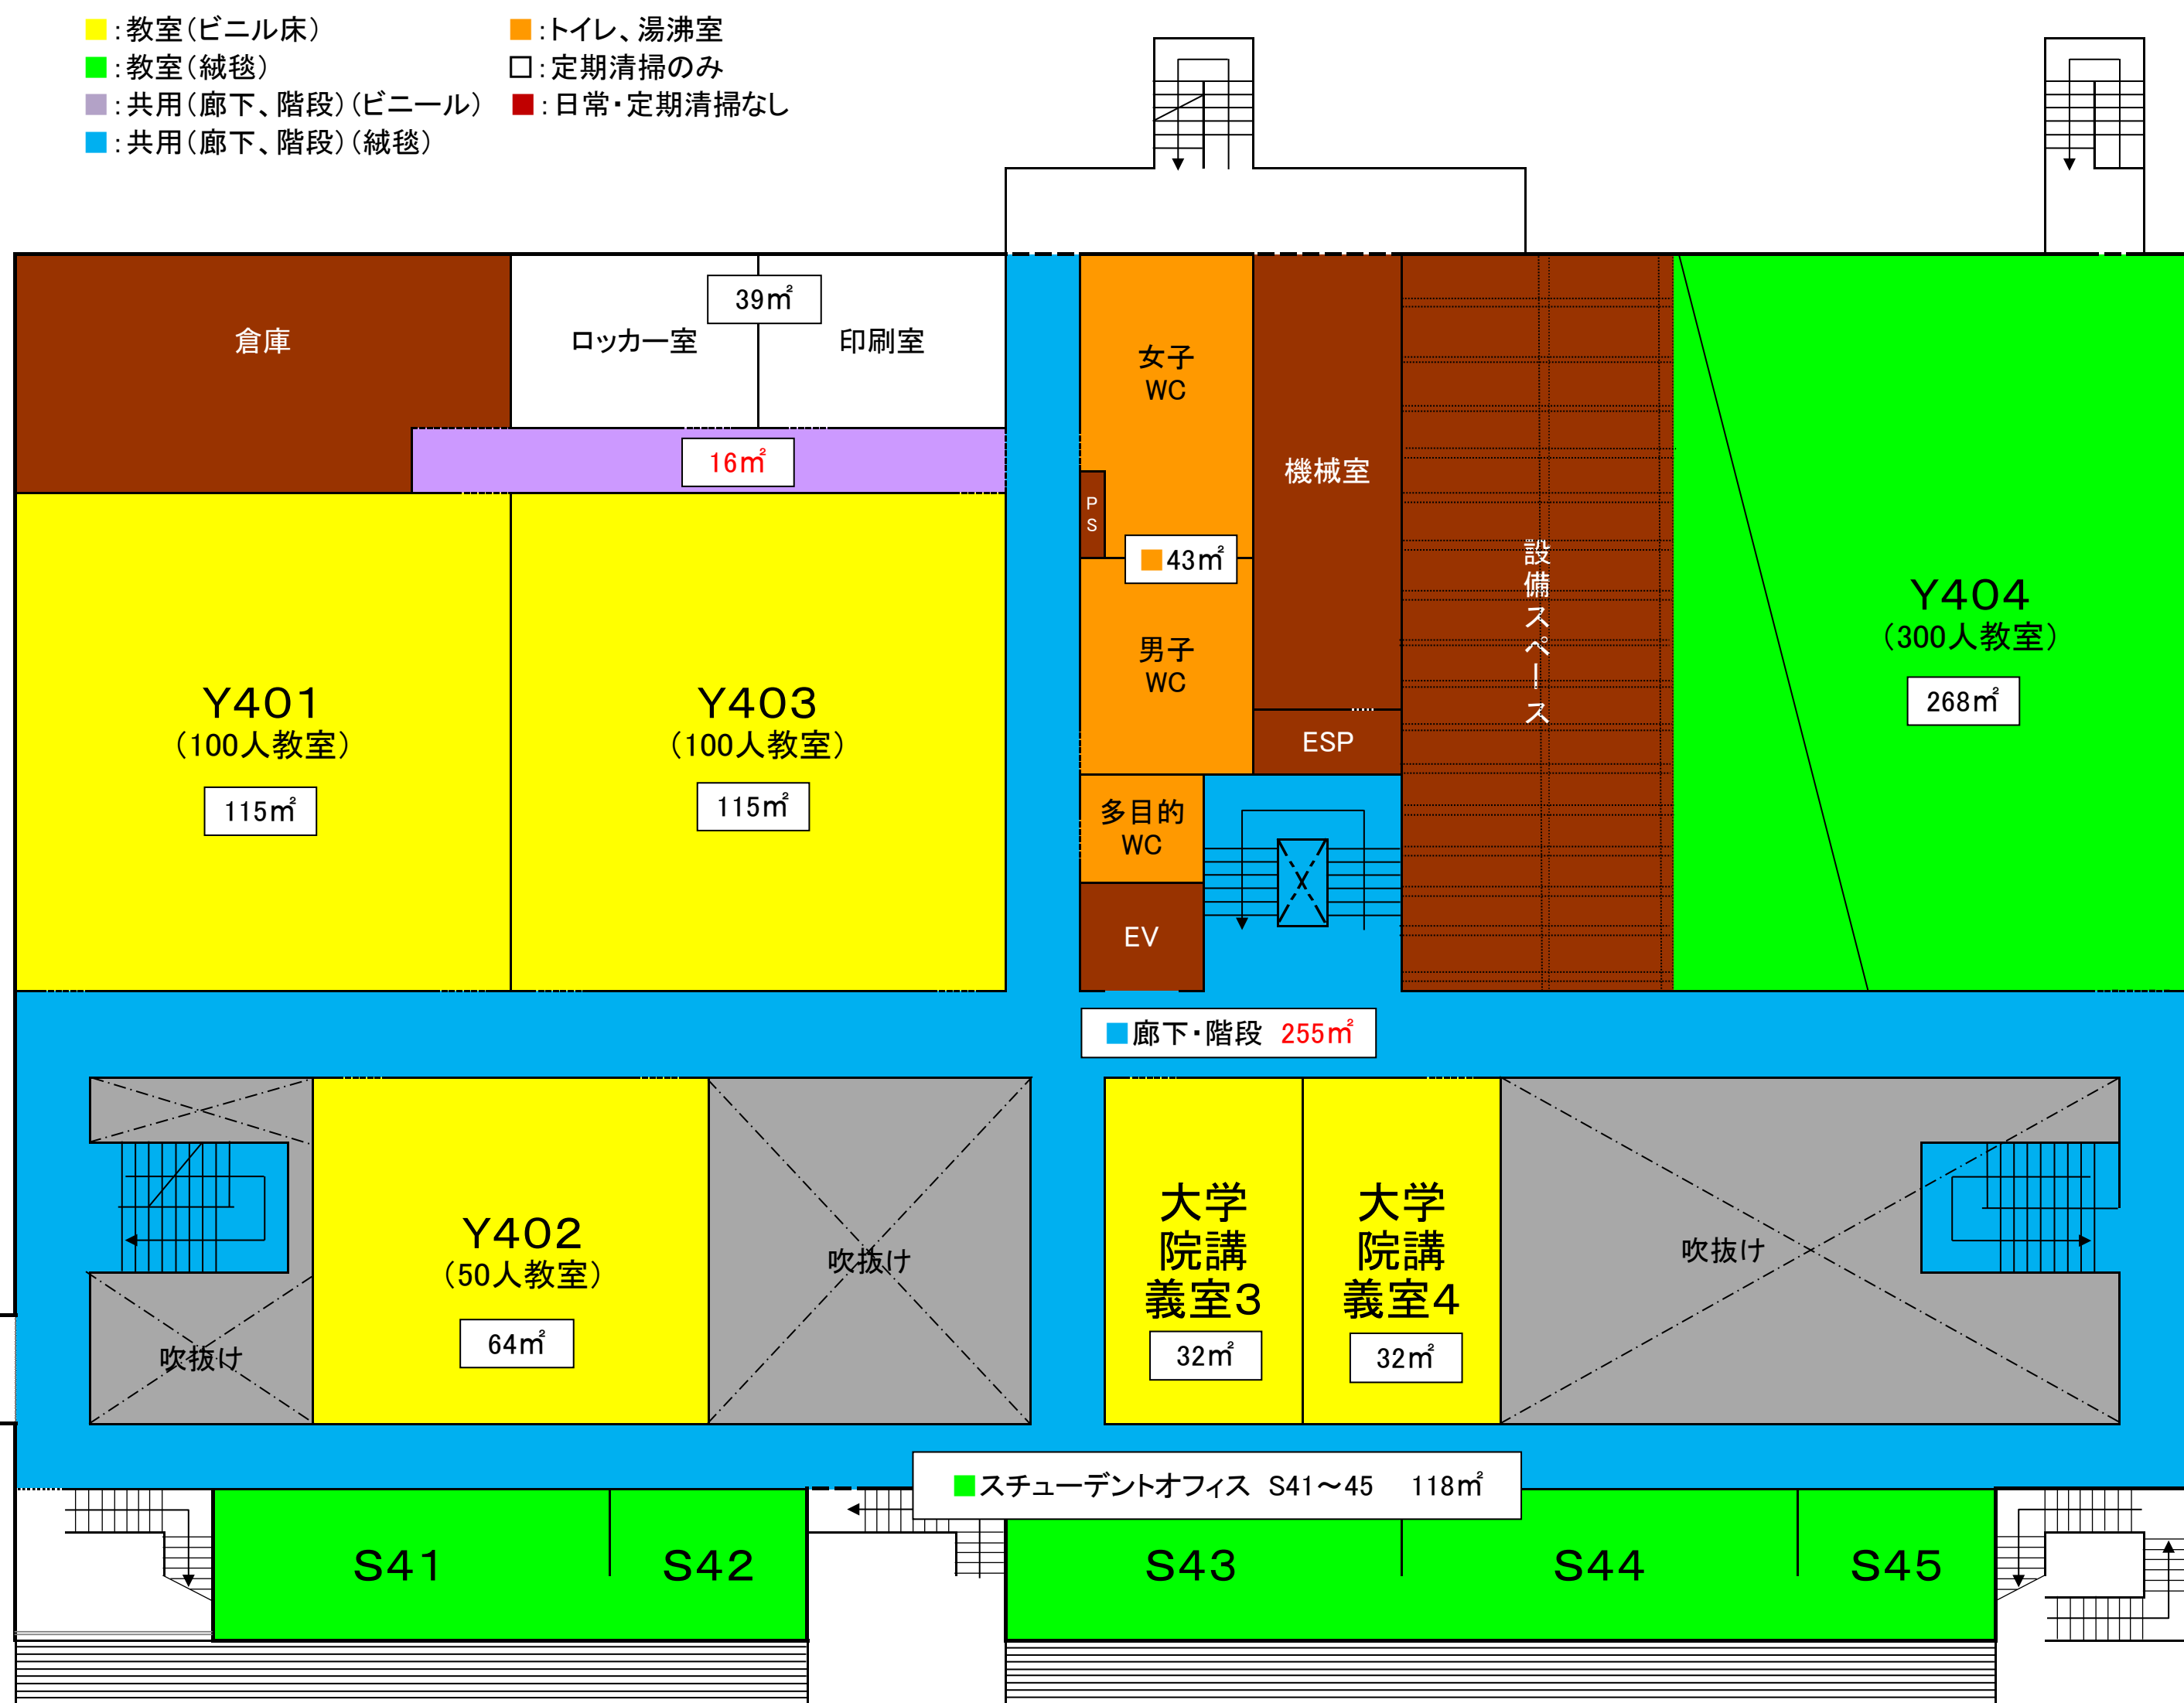 ■：教室（ビニル床）
■：教室（絨毯）
■：共用（廊下、階段）（ビニール）
■：共用（廊下、階段）（絨毯）
■：トイレ、湯沸室
□：定期清掃のみ
■：日常・定期清掃なし
倉庫
ロッカー室
39㎡
印刷室
16㎡
女子
WC
PS
■43㎡
男子
WC
多目的
WC
EV
機械室
ESP
設備スペース
Y404
（300人教室）
268㎡
Y401
（100人教室）
115㎡
Y403
（100人教室）
115㎡
■廊下・階段 255㎡
吹抜け
Y402
（50人教室）
64㎡
吹抜け
大学
院講
義室3
32㎡
大学
院講
義室4
32㎡
吹抜け
■スチューデントオフィス S41～45 118㎡
S41
S42
S43
S44
S45